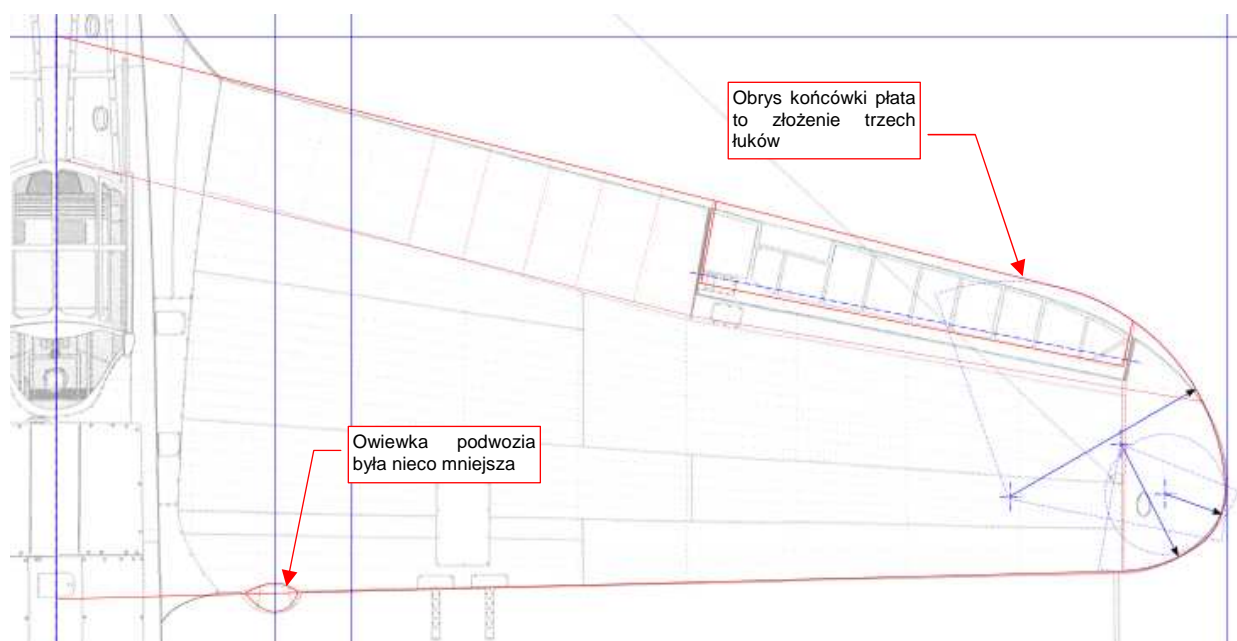 Obrys końcówki płata
to złożenie trzech
łuków
Owiewka podwozia
była nieco mniejsza